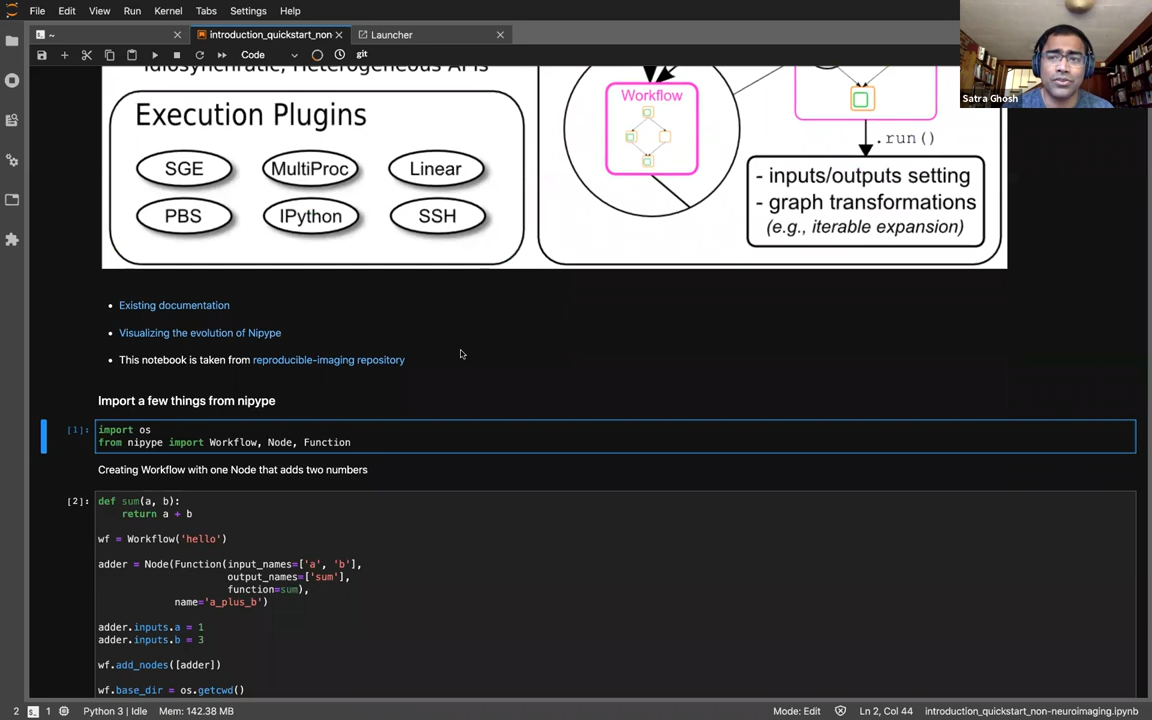 File Edit View Run Kernel Tabs Settings Help
~ introduction_quickstart_non- Launcher
Code git
Idiosynchratic, Heterogeneous APIs
Execution Plugins
SGE MultiProc Linear
PBS IPython SSH
Workflow
.run()
- inputs/outputs setting
- graph transformations
(e.g., iterable expansion)
Satra Ghosh
Existing documentation
Visualizing the evolution of Nipype
This notebook is taken from reproducible-imaging repository
Import a few things from nipype
[1]: import os
from nipype import Workflow, Node, Function
Creating Workflow with one Node that adds two numbers
[2]: def sum(a, b):
return a + b
wf = Workflow('hello')
adder = Node(Function(input_names=['a', 'b'],
output_names=['sum'],
function=sum),
name='a_plus_b')
adder.inputs.a = 1
adder.inputs.b = 3
wf.add_nodes([adder])
wf.base_dir = os.getcwd()
2 1 Python 3 | Idle Mem: 142.38 MB Mode: Edit Ln 2, Col 44 introduction_quickstart_non-neuroimaging.ipynb